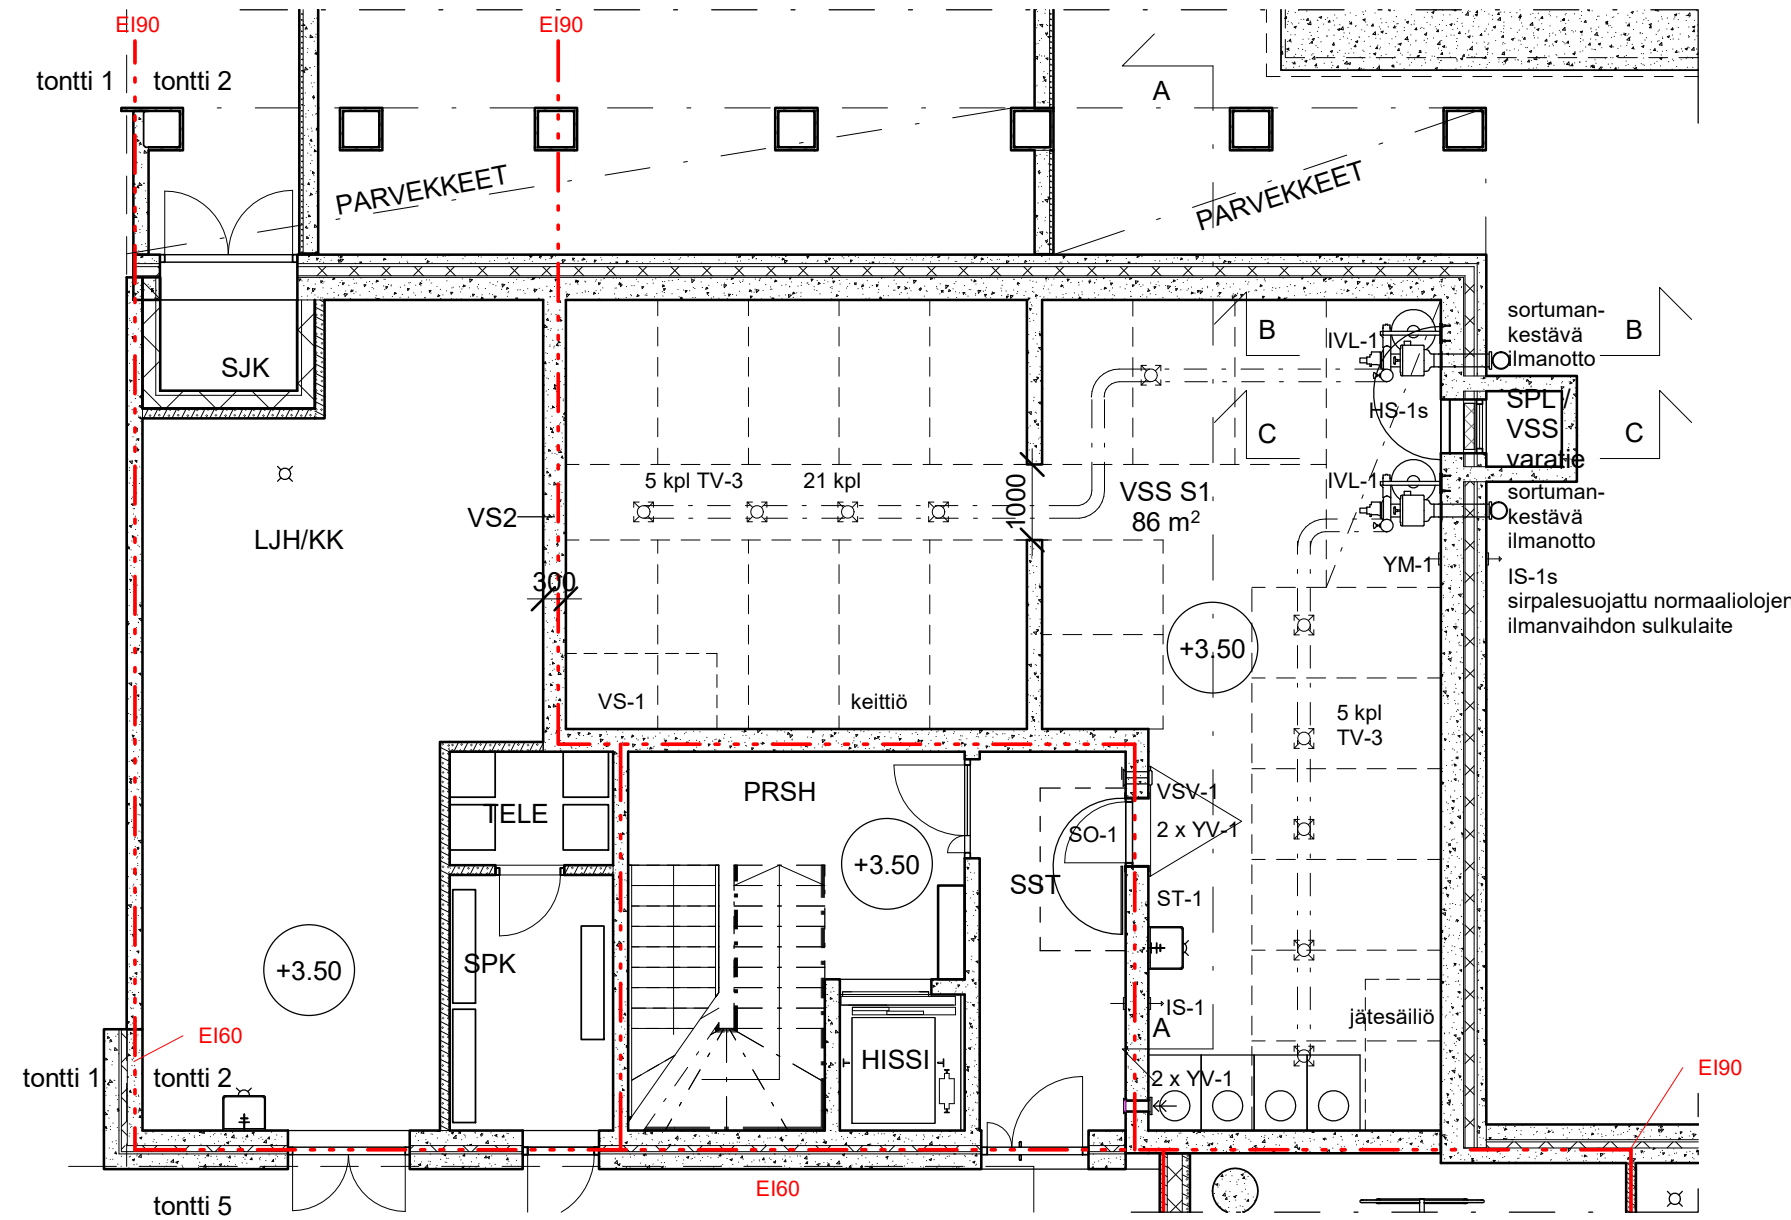 EI90
EI90
tontti 1
tontti 2
A
PARVEKKEET
PARVEKKEET
SJK
B
IVL-1
sortuman-
kestävä
ilmanotto
B
HS-1s
SPL /
VSS
varatie
C
C
5 kpl TV-3
21 kpl
1000
VSS S1
86 m²
IVL-1
sortuman-
kestävä
ilmanotto
VS2
LJH/KK
YM-1
300
IS-1s
sirpalesuojattu normaaliolojen
ilmanvaihdon sulkulaite
+3.50
VS-1
keittiö
5 kpl
TV-3
PRSH
VSV-1
TELE
SO-1
2 x YV-1
+3.50
SST
ST-1
SPK
+3.50
IS-1
jätesäiliö
A
EI60
HISSI
tontti 1
tontti 2
2 x YV-1
EI90
EI60
tontti 5